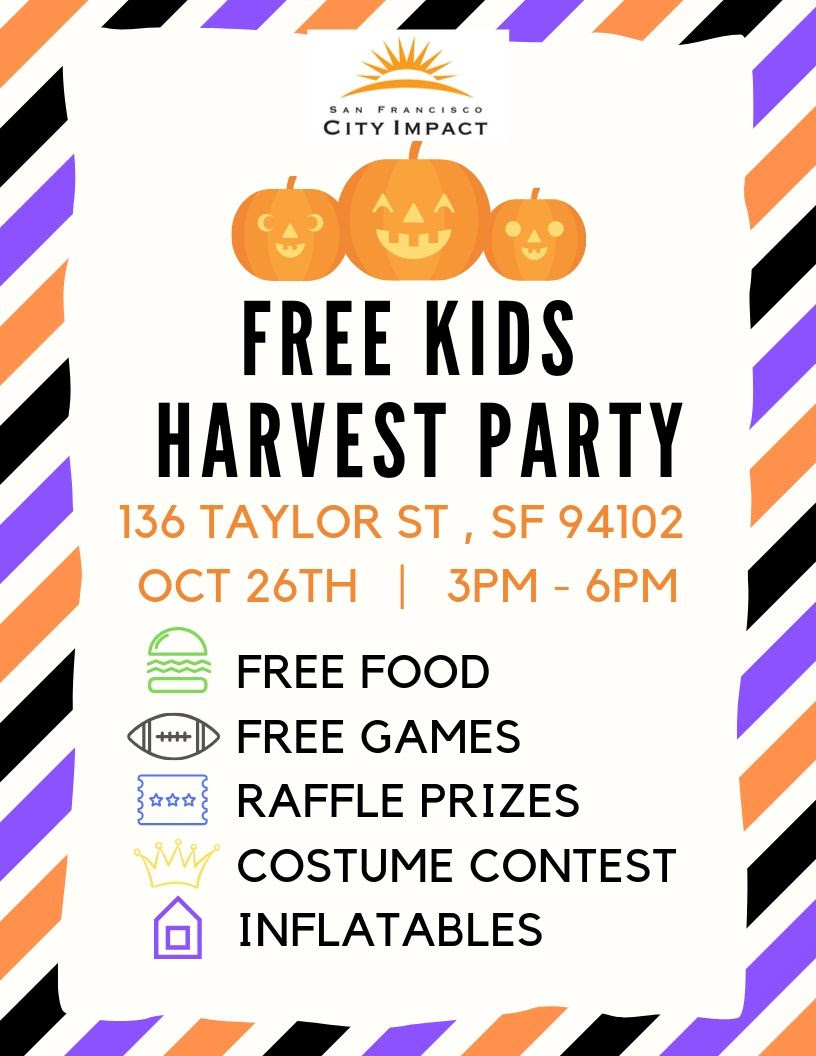 SAN FRANCISCO
CITY IMPACT
FREE KIDS
HARVEST PARTY
136 TAYLOR ST , SF 94102
OCT 26TH | 3PM - 6PM
FREE FOOD
FREE GAMES
RAFFLE PRIZES
COSTUME CONTEST
INFLATABLES